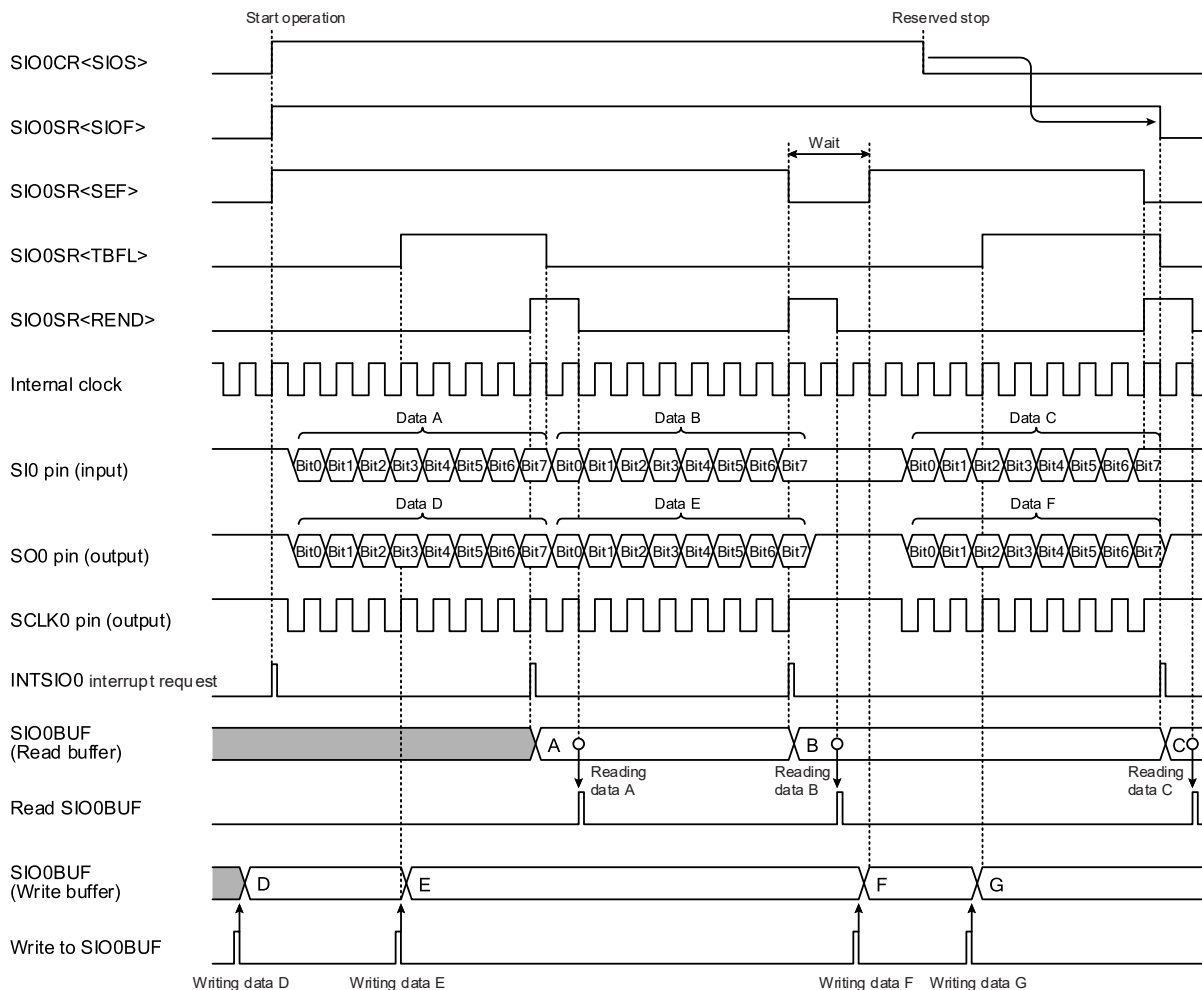 Start operation
Reserved stop
SIO0CR<SIOS>
SIO0SR<SIOF>
Wait
SIO0SR<SEF>
SIO0SR<TBFL>
SIO0SR<REND>
Internal clock
Data A
Data B
Data C
SI0 pin (input)
Bit0 Bit1 Bit2 Bit3 Bit4 Bit5 Bit6 Bit7 Bit0 Bit1 Bit2 Bit3 Bit4 Bit5 Bit6 Bit7
Bit0 Bit1 Bit2 Bit3 Bit4 Bit5 Bit6 Bit7
Data D
Data E
Data F
SO0 pin (output)
Bit0 Bit1 Bit2 Bit3 Bit4 Bit5 Bit6 Bit7 Bit0 Bit1 Bit2 Bit3 Bit4 Bit5 Bit6 Bit7
Bit0 Bit1 Bit2 Bit3 Bit4 Bit5 Bit6 Bit7
SCLK0 pin (output)
INTSIO0 interrupt request
SIO0BUF
(Read buffer)
A
B
C
Reading
data A
Reading
data B
Reading
data C
Read SIO0BUF
SIO0BUF
(Write buffer)
D
E
F
G
Write to SIO0BUF
Writing data D
Writing data E
Writing data F
Writing data G